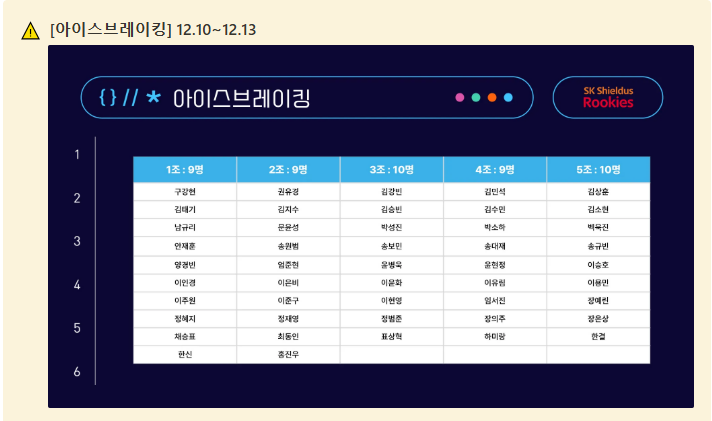 [아이스브레이킹] 12.10~12.13
{ } // * 아이스브레이킹
SK Shieldus
Rookies
1
2
3
4
5
6
1조 : 9명 2조 : 9명 3조 : 10명 4조 : 9명 5조 : 10명
구강현 권유경 김강빈 김민석 김상훈
김태기 김지수 김승빈 김수민 김소현
남규리 문윤성 박성진 박소하 백욱진
안재훈 송원범 송보민 송대재 송규빈
양경빈 엄준현 윤병욱 윤현정 이승호
이인경 이은비 이윤화 이유림 이용민
이주원 이준구 이현영 임서진 장예린
정혜지 정재영 정범준 장의주 장은상
채승표 최동인 표상혁 하미랑 한결
한신 홍진우